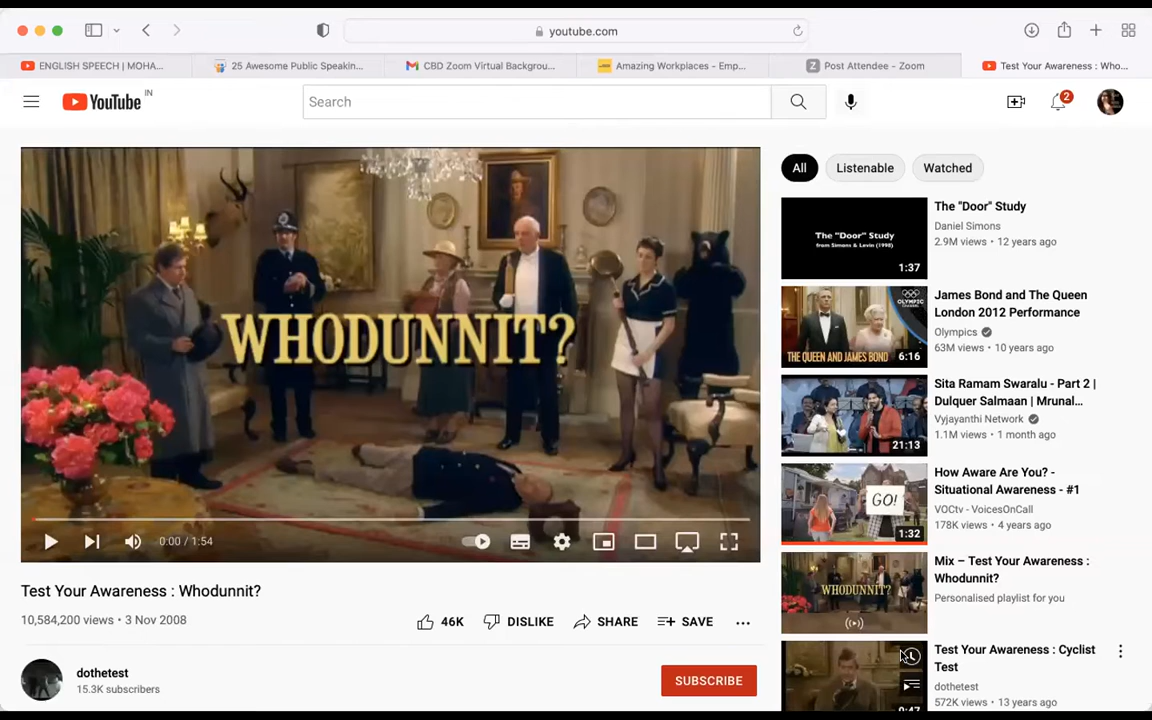 youtube.com
ENGLISH SPEECH | MOHA...
25 Awesome Public Speakin...
CBD Zoom Virtual Backgrou...
Amazing Workplaces - Emp...
Z
Post Attendee - Zoom
Test Your Awareness : Who...
YouTube IN
Search
2
WHODUNNIT?
0:00 / 1:54
Test Your Awareness : Whodunnit?
10,584,200 views • 3 Nov 2008
46K
DISLIKE
SHARE
SAVE
dothetest
15.3K subscribers
SUBSCRIBE
All
Listenable
Watched
The "Door" Study
from Simons & Levin (1998)
1:37
The "Door" Study
Daniel Simons
2.9M views • 12 years ago
THE QUEEN AND JAMES BOND
6:16
James Bond and The Queen
London 2012 Performance
Olympics
63M views • 10 years ago
21:13
Sita Ramam Swaralu - Part 2 |
Dulquer Salmaan | Mrunal...
Vyjayanthi Network
1.1M views • 1 month ago
GO!
1:32
How Aware Are You? -
Situational Awareness - #1
VOCtv - VoicesOnCall
178K views • 4 years ago
WHODUNNIT?
Mix – Test Your Awareness :
Whodunnit?
Personalised playlist for you
0:47
Test Your Awareness : Cyclist
Test
dothetest
572K views • 13 years ago